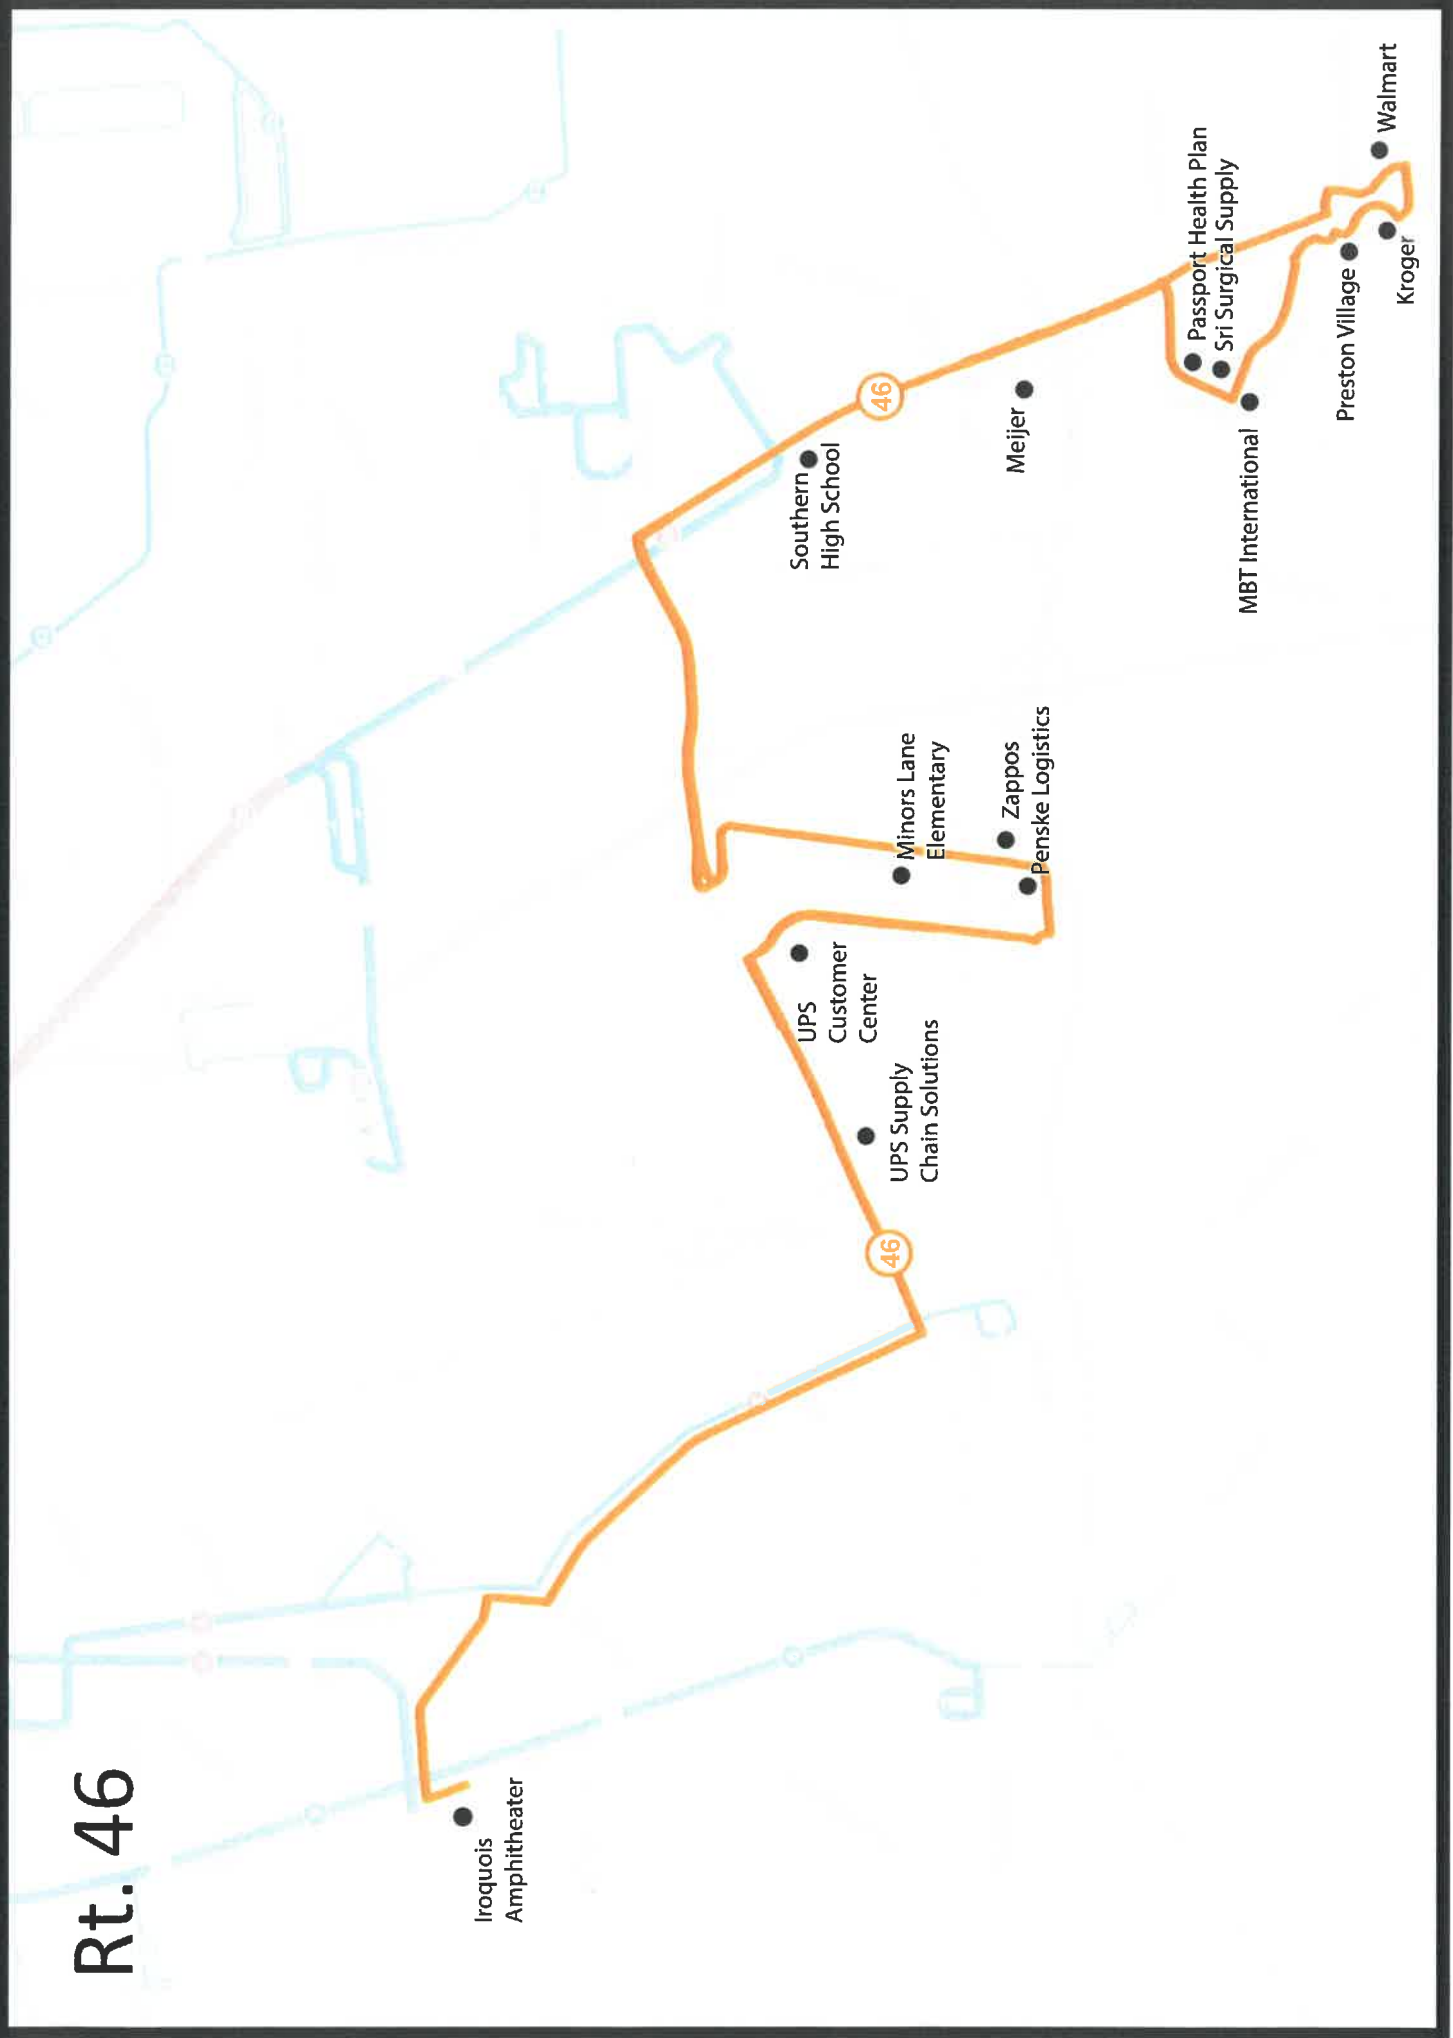 Rt. 46
Iroquois
Amphitheater
46
UPS Supply
Chain Solutions
UPS
Customer
Center
Minors Lane
Elementary
Zappos
Penske Logistics
Southern
High School
46
Meijer
MBT International
Passport Health Plan
Sri Surgical Supply
Preston Village
Kroger
Walmart